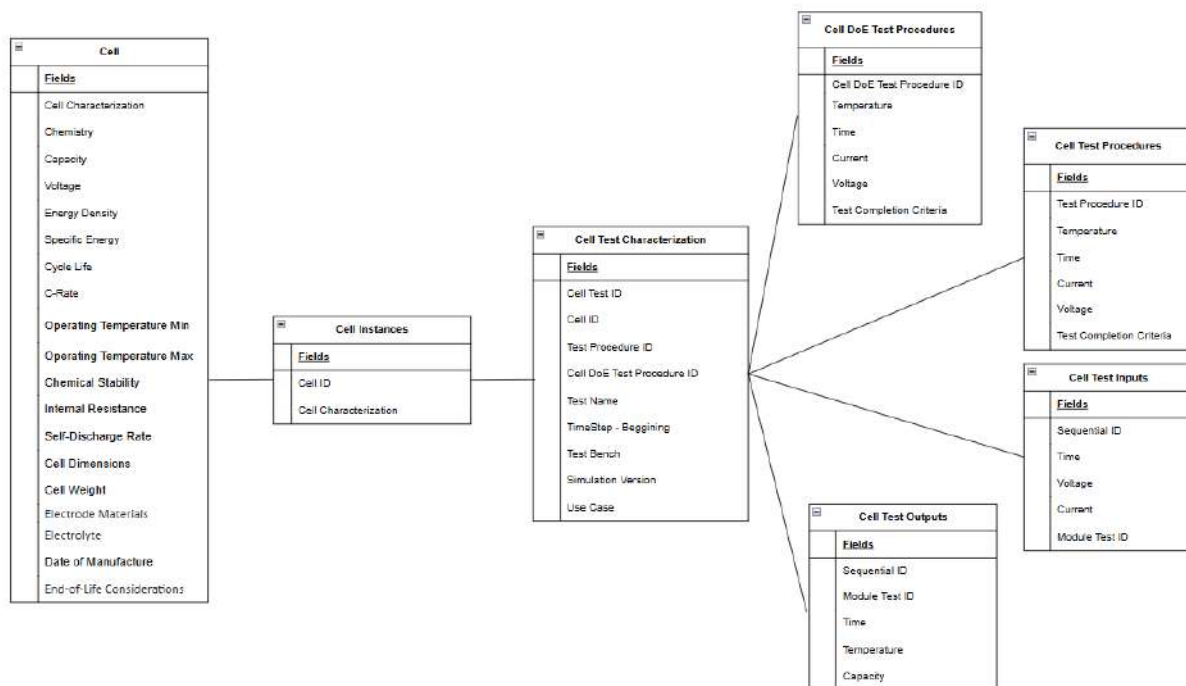 Cell
Fields
Cell Characterization
Chemistry
Capacity
Voltage
Energy Density
Specific Energy
Cycle Life
C-Rate
Operating Temperature Min
Operating Temperature Max
Chemical Stability
Internal Resistance
Self-Discharge Rate
Cell Dimensions
Cell Weight
Electrode Materials
Electrolyte
Date of Manufacture
End-of-Life Considerations
Cell Instances
Fields
Cell ID
Cell Characterization
Cell Test Characterization
Fields
Cell Test ID
Cell ID
Test Procedure ID
Cell DoE Test Procedure ID
Test Name
TimeStep - Beggining
Test Bench
Simulation Version
Use Case
Cell DoE Test Procedures
Fields
Cell DoE Test Procedure ID
Temperature
Time
Current
Voltage
Test Completion Criteria
Cell Test Procedures
Fields
Test Procedure ID
Temperature
Time
Current
Voltage
Test Completion Criteria
Cell Test Inputs
Fields
Sequential ID
Time
Voltage
Current
Module Test ID
Cell Test Outputs
Fields
Sequential ID
Module Test ID
Time
Temperature
Capacity